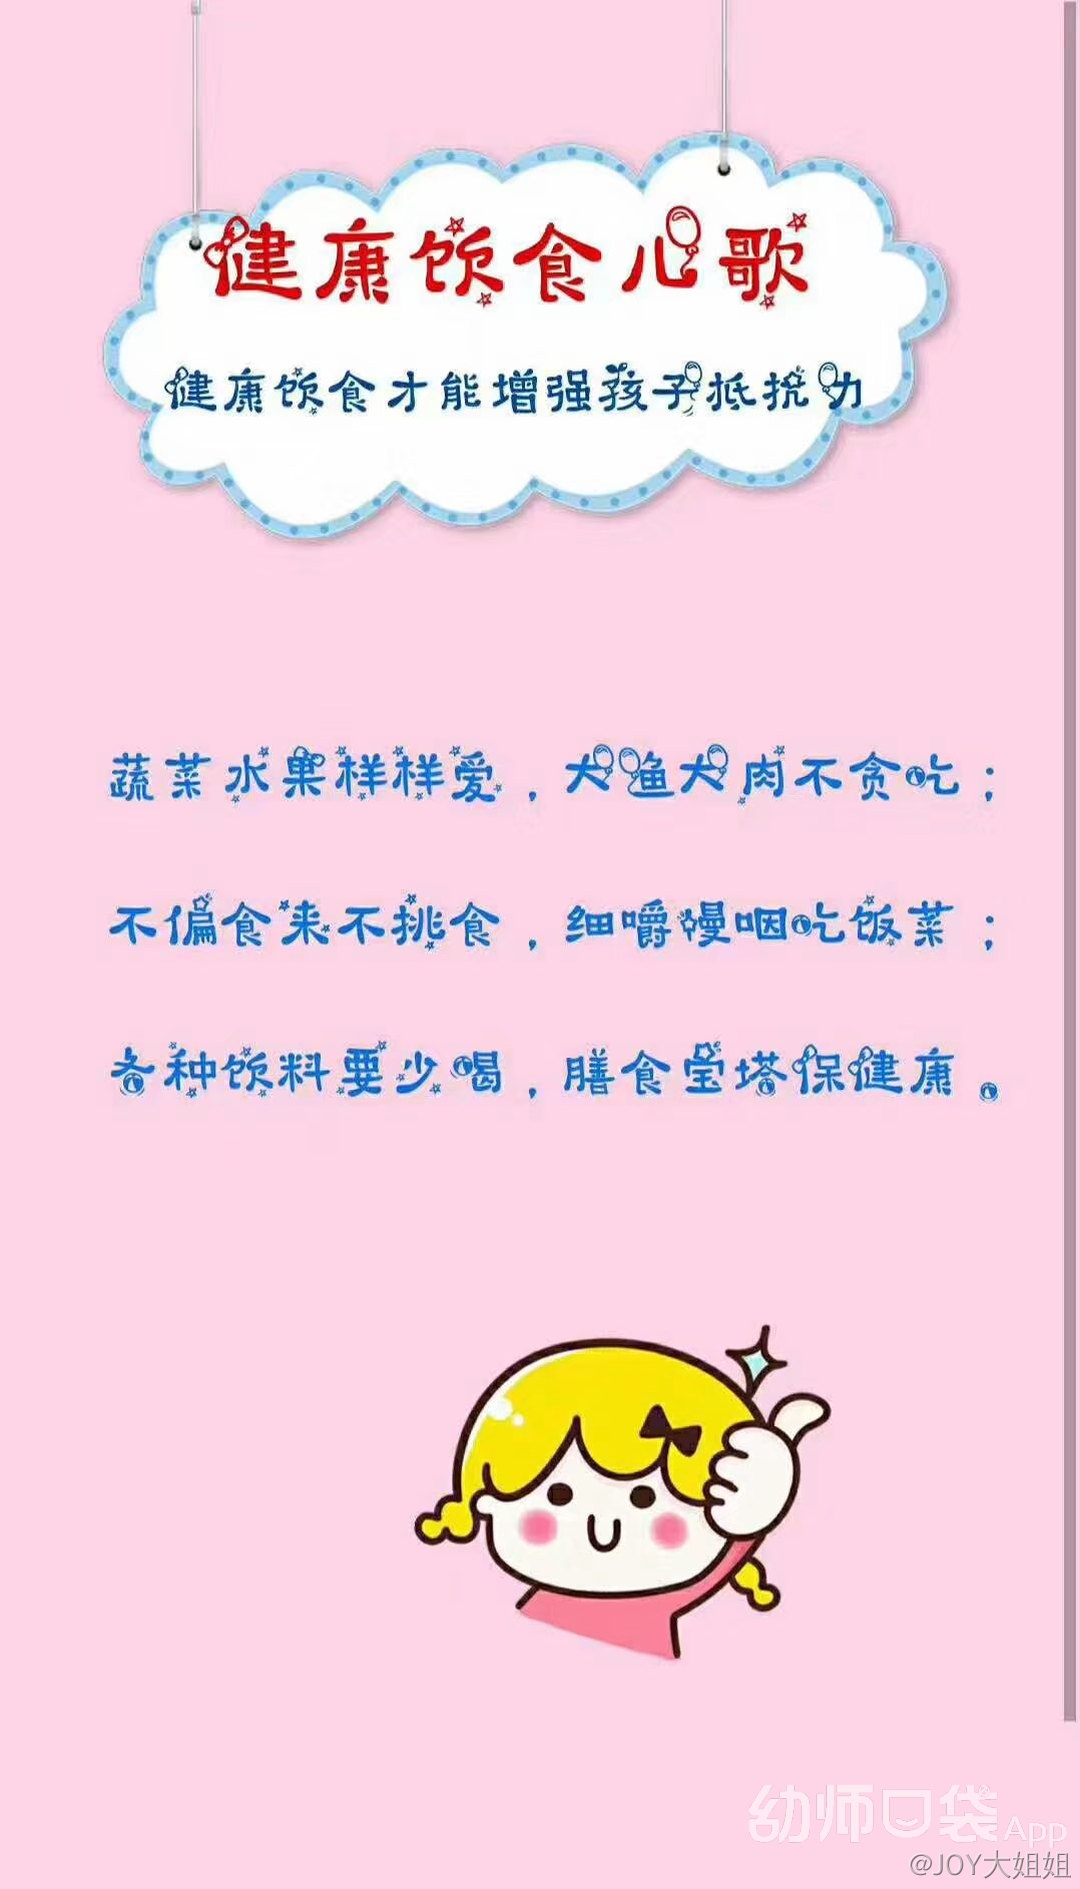 健康饮食儿歌
健康饮食才能增强孩子抵抗力
蔬菜水果样样爱，大鱼大肉不贪吃；
不偏食来不挑食，细嚼慢咽吃饭菜；
各种饮料要少喝，膳食宝塔保健康。
幼师口袋App
@JOY大姐姐